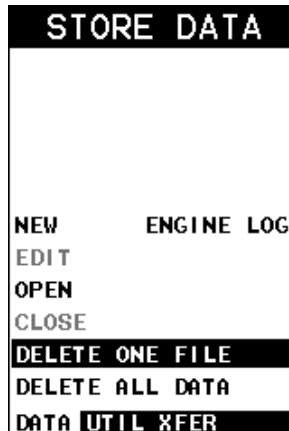 STORE DATA
NEW ENGINE LOG
EDIT
OPEN
CLOSE
DELETE ONE FILE
DELETE ALL DATA
DATA UTIL XFER